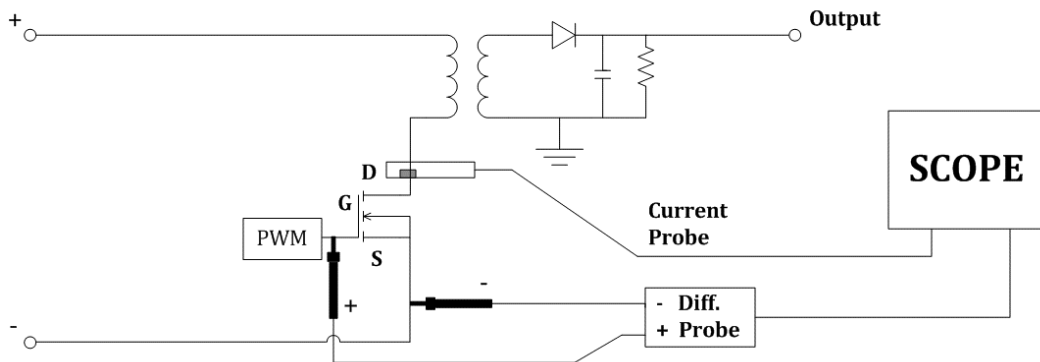 +
Output
D
SCOPE
G
Current
Probe
PWM
S
+
-
- Diff.
+ Probe
-